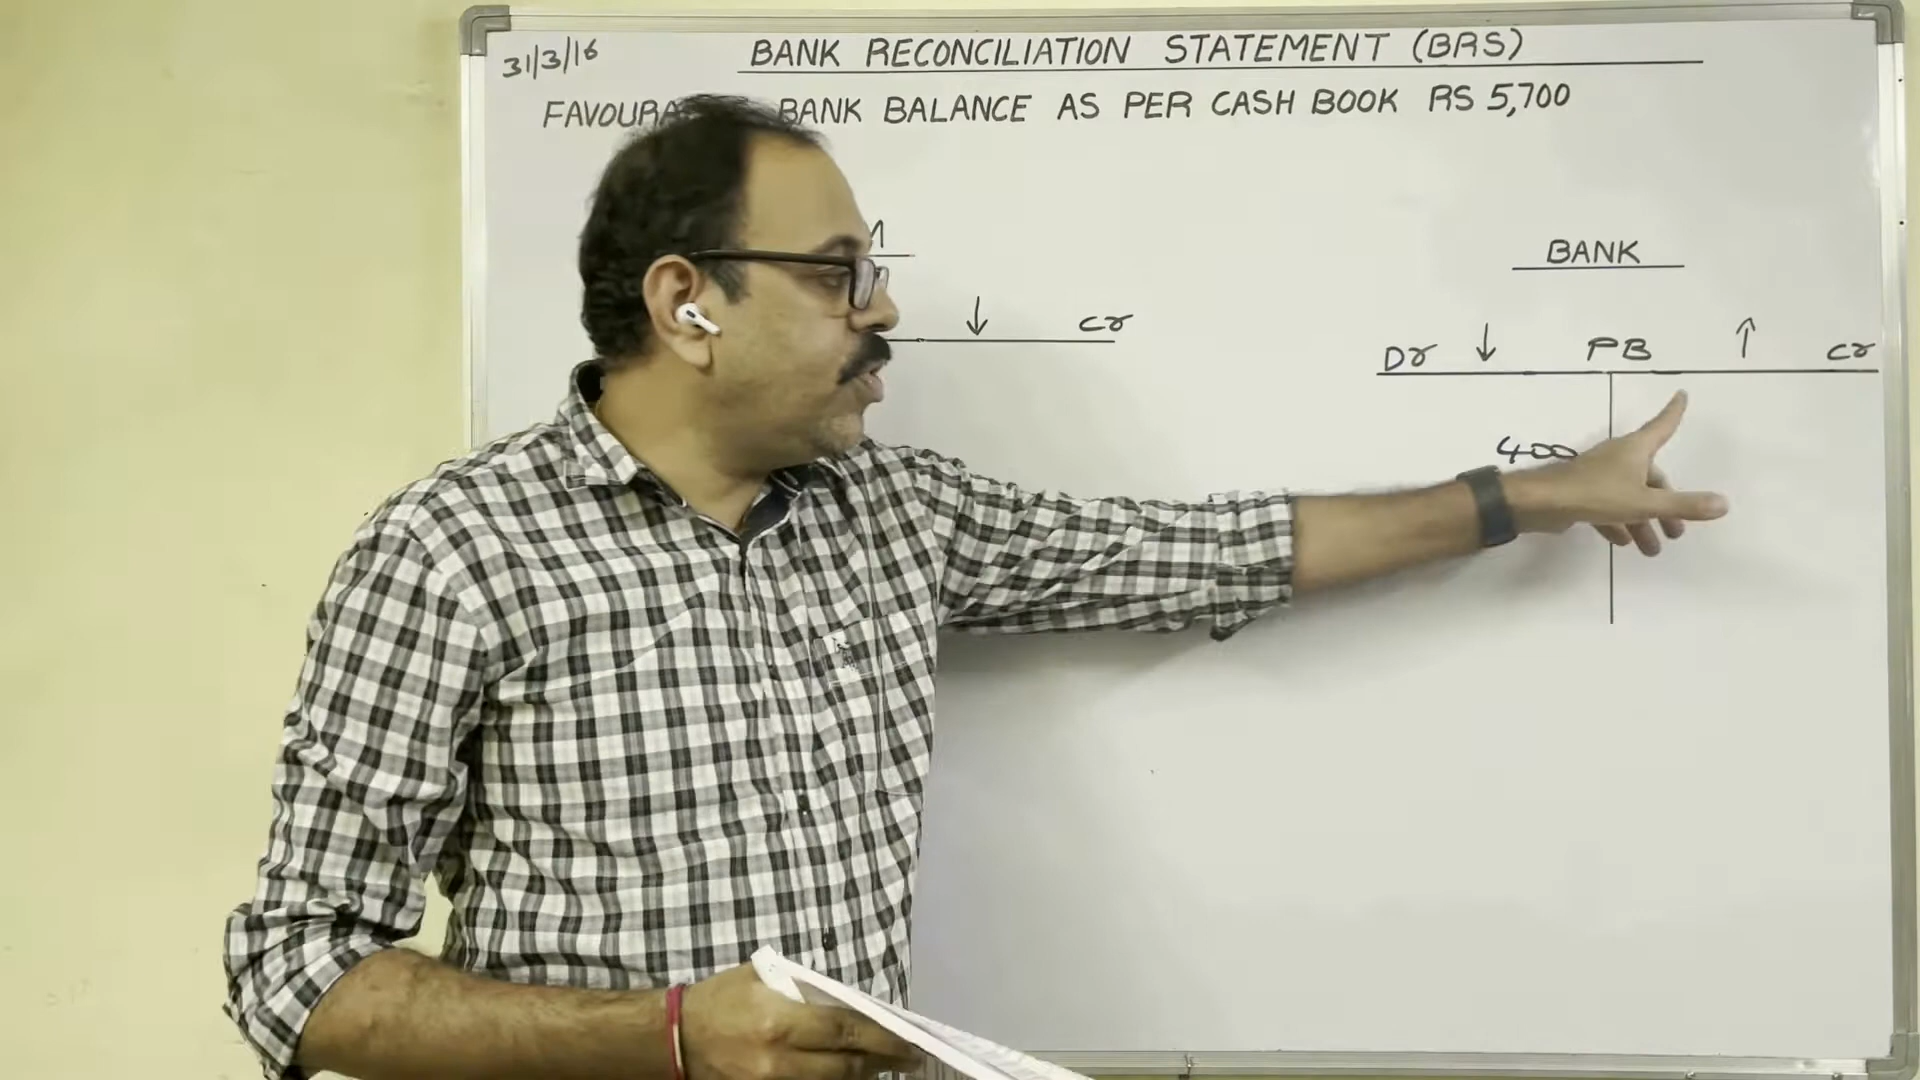 31/3/16
BANK RECONCILIATION STATEMENT (BRS)
BANK BALANCE AS PER CASH BOOK RS 5,700
BANK
↓ Cr
Dr ↓ PB ↑ Cr
400